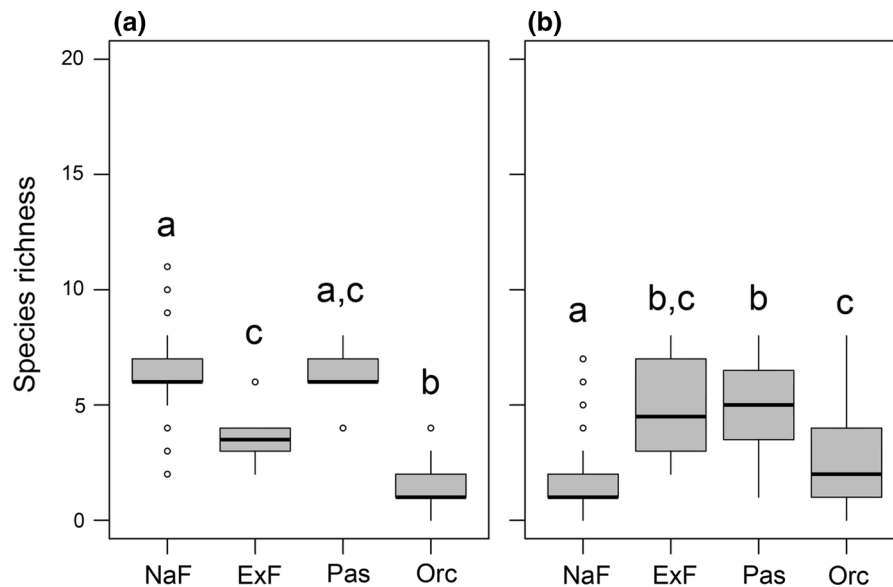 (a) (b)
Species richness
20
15
10
5
0
a
c
a,c
b
a
b,c
b
c
NaF ExF Pas Orc NaF ExF Pas Orc